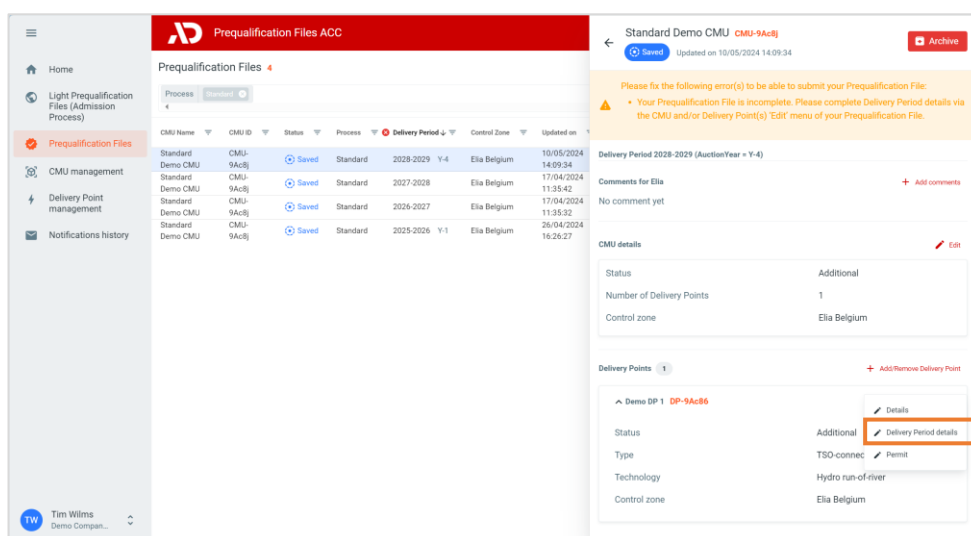 Prequalification Files ACC
Home
Light Prequalification
Files (Admission
Process)
Prequalification Files
CMU management
Delivery Point
management
Notifications history
TW
Tim Wilms
Demo Compan...
Prequalification Files 4
Process Standard
CMU Name CMU ID Status Process Delivery Period Control Zone Updated on
Standard Demo CMU CMU-9Ac8j Saved Standard 2028-2029 Y-4 Elia Belgium 10/05/2024 14:09:34
Standard Demo CMU CMU-9Ac8j Saved Standard 2027-2028 Elia Belgium 17/04/2024 11:35:42
Standard Demo CMU CMU-9Ac8j Saved Standard 2026-2027 Elia Belgium 17/04/2024 11:35:32
Standard Demo CMU CMU-9Ac8j Saved Standard 2025-2026 Y-1 Elia Belgium 26/04/2024 16:26:27
Standard Demo CMU CMU-9Ac8j
Saved Updated on 10/05/2024 14:09:34
Archive
Please fix the following error(s) to be able to submit your Prequalification File:
• Your Prequalification File is incomplete. Please complete Delivery Period details via
the CMU and/or Delivery Point(s) 'Edit' menu of your Prequalification File.
Delivery Period 2028-2029 (AuctionYear = Y-4)
Comments for Elia + Add comments
No comment yet
CMU details Edit
Status Additional
Number of Delivery Points 1
Control zone Elia Belgium
Delivery Points 1 + Add/Remove Delivery Point
Demo DP 1 DP-9Ac86
Details
Status Additional Delivery Period details
Type TSO-connec Permit
Technology Hydro run-of-river
Control zone Elia Belgium